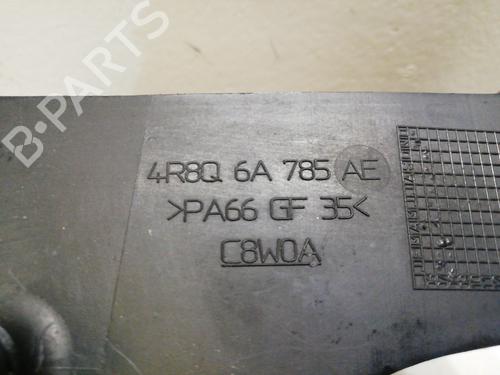 B-PARTS
4R8Q 6A 785 AE
>PA66 GF 35<
C8W0A